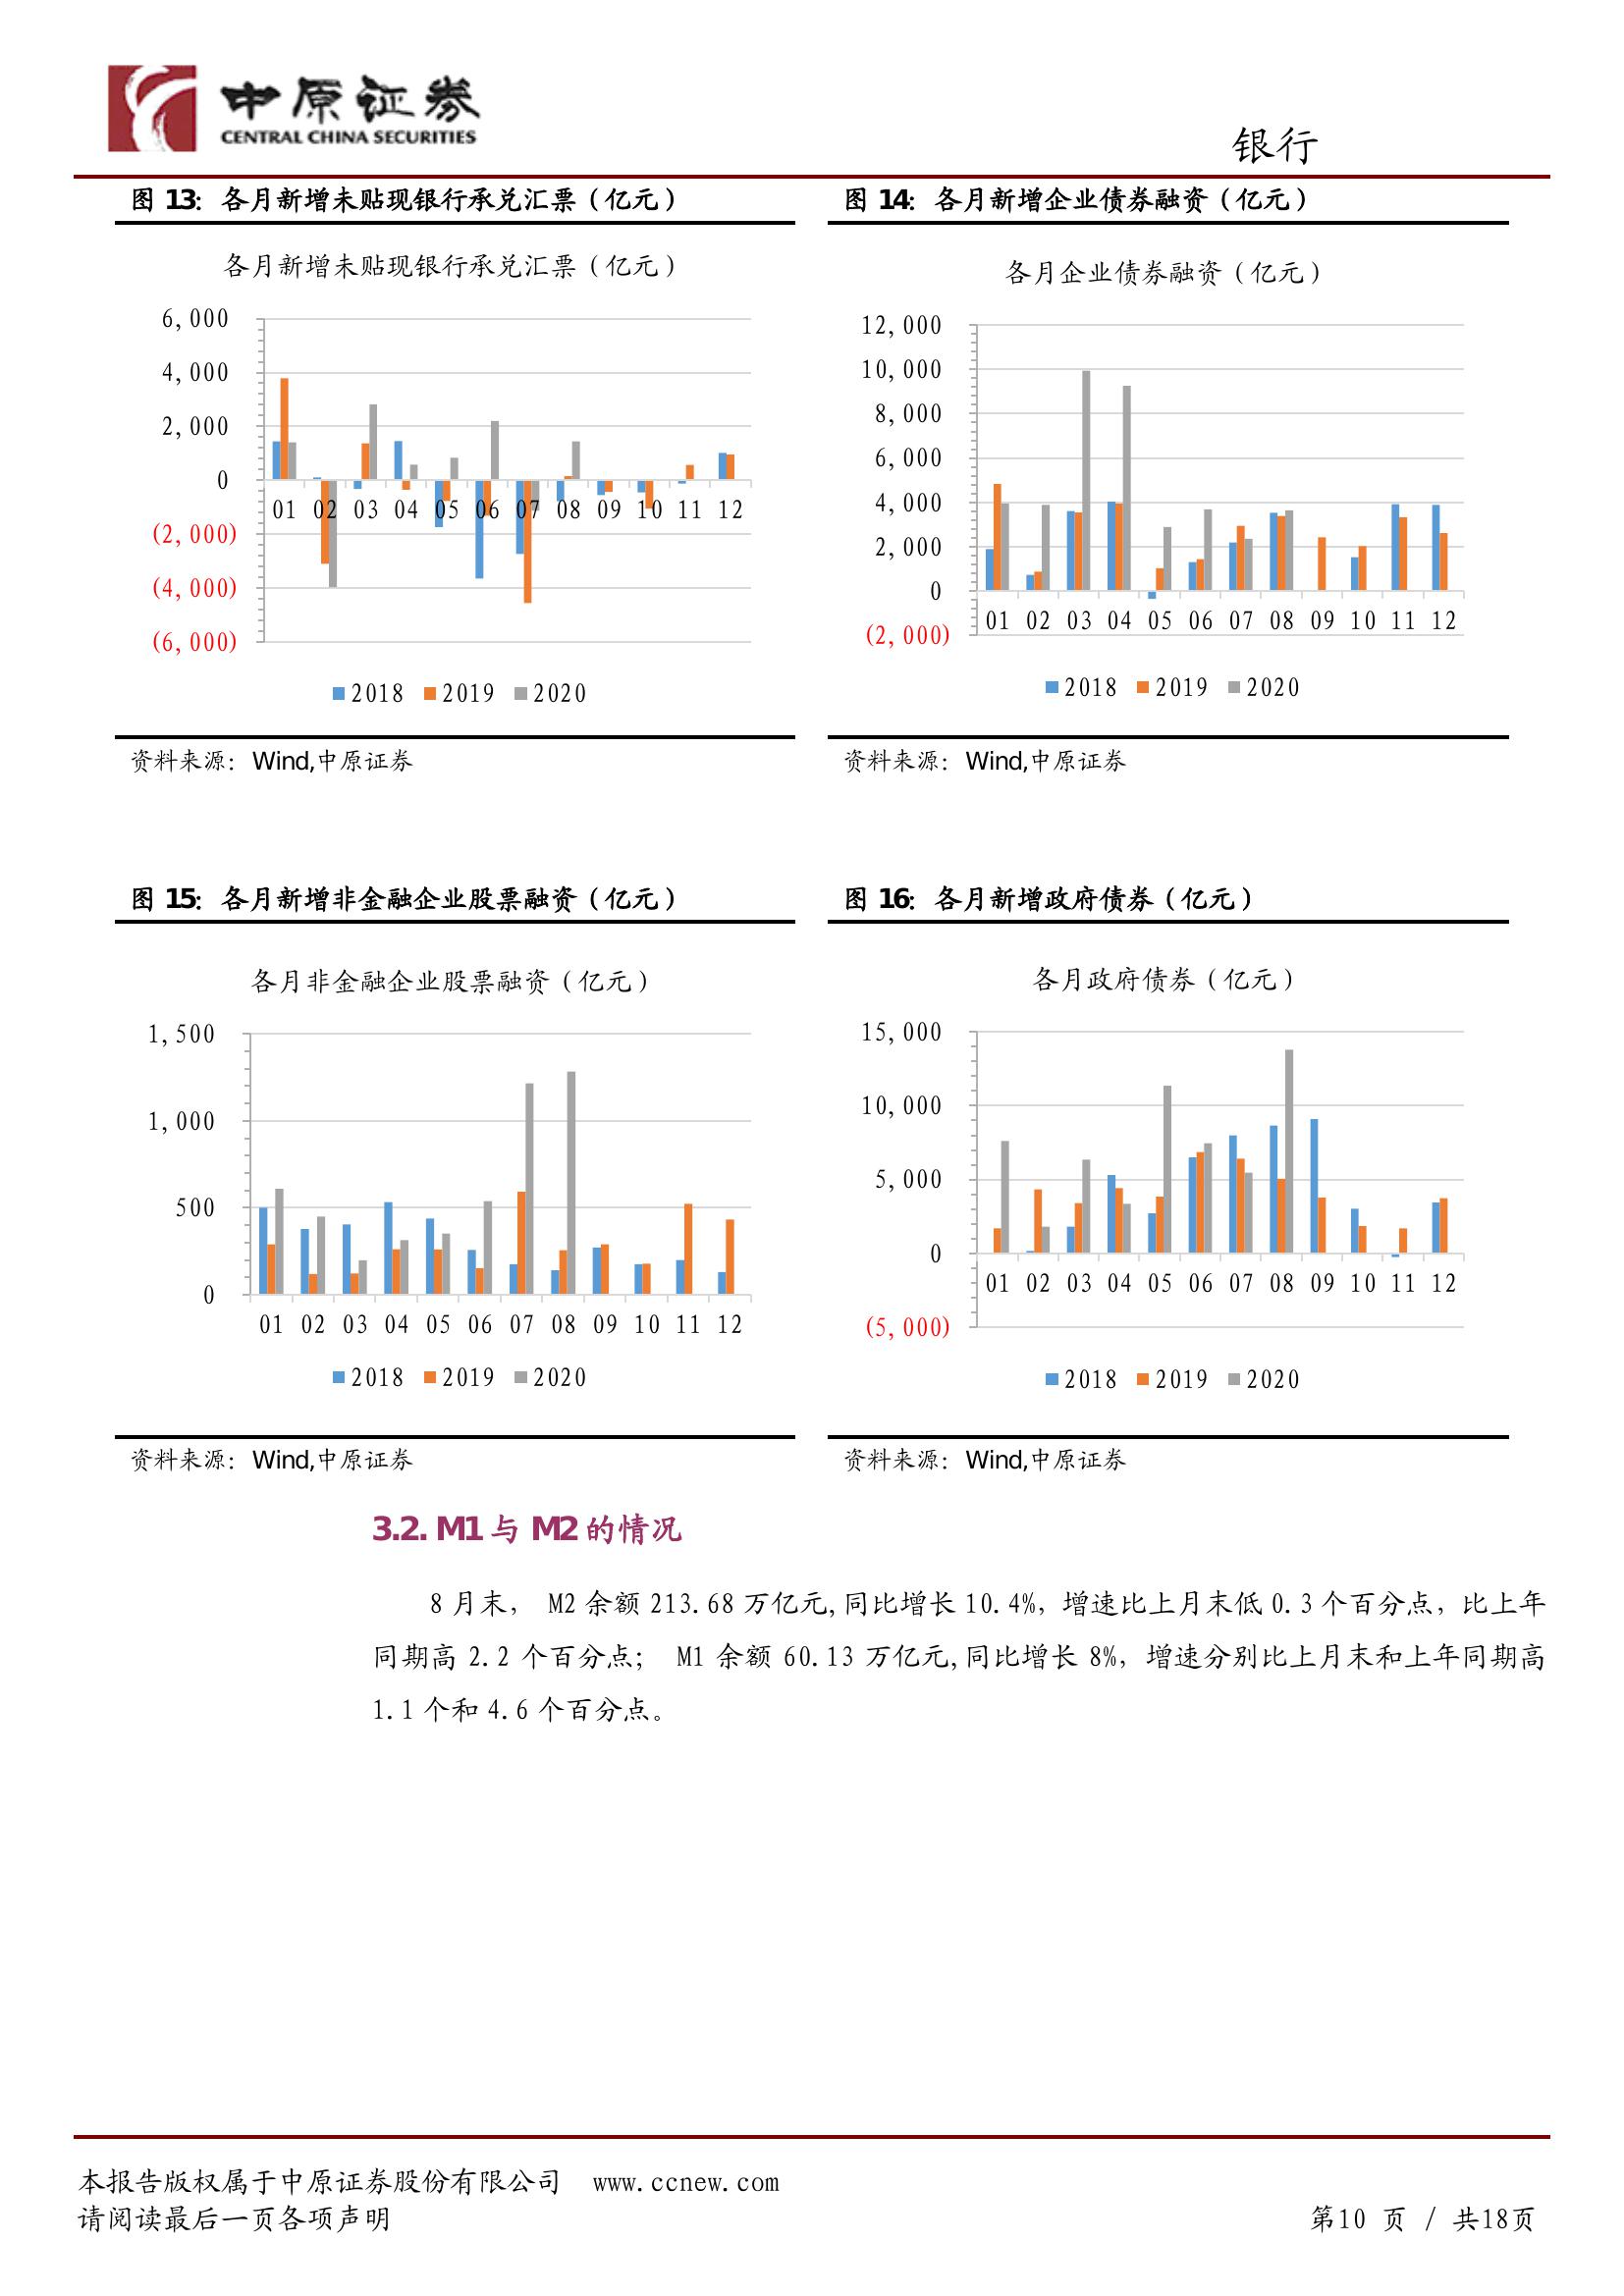 中原证券
CENTRAL CHINA SECURITIES
银行
图 13: 各月新增未贴现银行承兑汇票（亿元）
各月新增未贴现银行承兑汇票（亿元）
6,000
4,000
2,000
0
(2,000)
(4,000)
(6,000)
01 02 03 04 05 06 07 08 09 10 11 12
2018 2019 2020
资料来源: Wind,中原证券
图 14: 各月新增企业债券融资（亿元）
各月企业债券融资（亿元）
12,000
10,000
8,000
6,000
4,000
2,000
0
(2,000)
01 02 03 04 05 06 07 08 09 10 11 12
2018 2019 2020
资料来源: Wind,中原证券
图 15: 各月新增非金融企业股票融资（亿元）
各月非金融企业股票融资（亿元）
1,500
1,000
500
0
01 02 03 04 05 06 07 08 09 10 11 12
2018 2019 2020
资料来源: Wind,中原证券
图 16: 各月新增政府债券（亿元）
各月政府债券（亿元）
15,000
10,000
5,000
0
(5,000)
01 02 03 04 05 06 07 08 09 10 11 12
2018 2019 2020
资料来源: Wind,中原证券
3.2. M1 与 M2 的情况
8 月末， M2 余额 213.68 万亿元,同比增长 10.4%，增速比上月末低 0.3 个百分点，比上年
同期高 2.2 个百分点； M1 余额 60.13 万亿元,同比增长 8%，增速分别比上月末和上年同期高
1.1 个和 4.6 个百分点。
本报告版权属于中原证券股份有限公司 www.ccnew.com
请阅读最后一页各项声明
第10 页 / 共18页